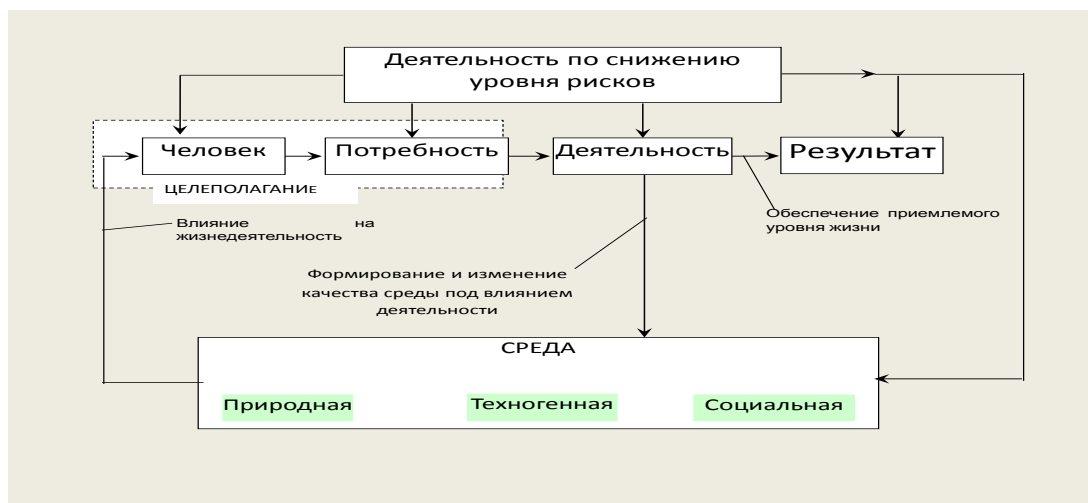 Деятельность по снижению
уровня рисков
Человек
Потребность
Деятельность
Результат
ЦЕЛЕПОЛАГАНИЕ
Влияние на
жизнедеятельность
Обеспечение приемлемого
уровня жизни
Формирование и изменение
качества среды под влиянием
деятельности
СРЕДА
Природная
Техногенная
Социальная